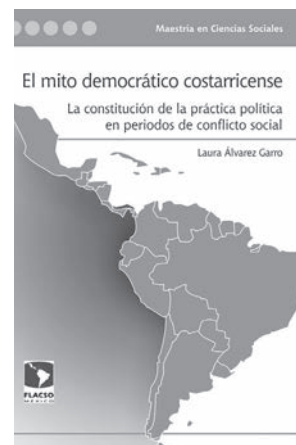 Maestría en Ciencias Sociales
El mito democrático costarricense
La constitución de la práctica política
en periodos de conflicto social
Laura Álvarez Garro
FLACSO
MÉXICO